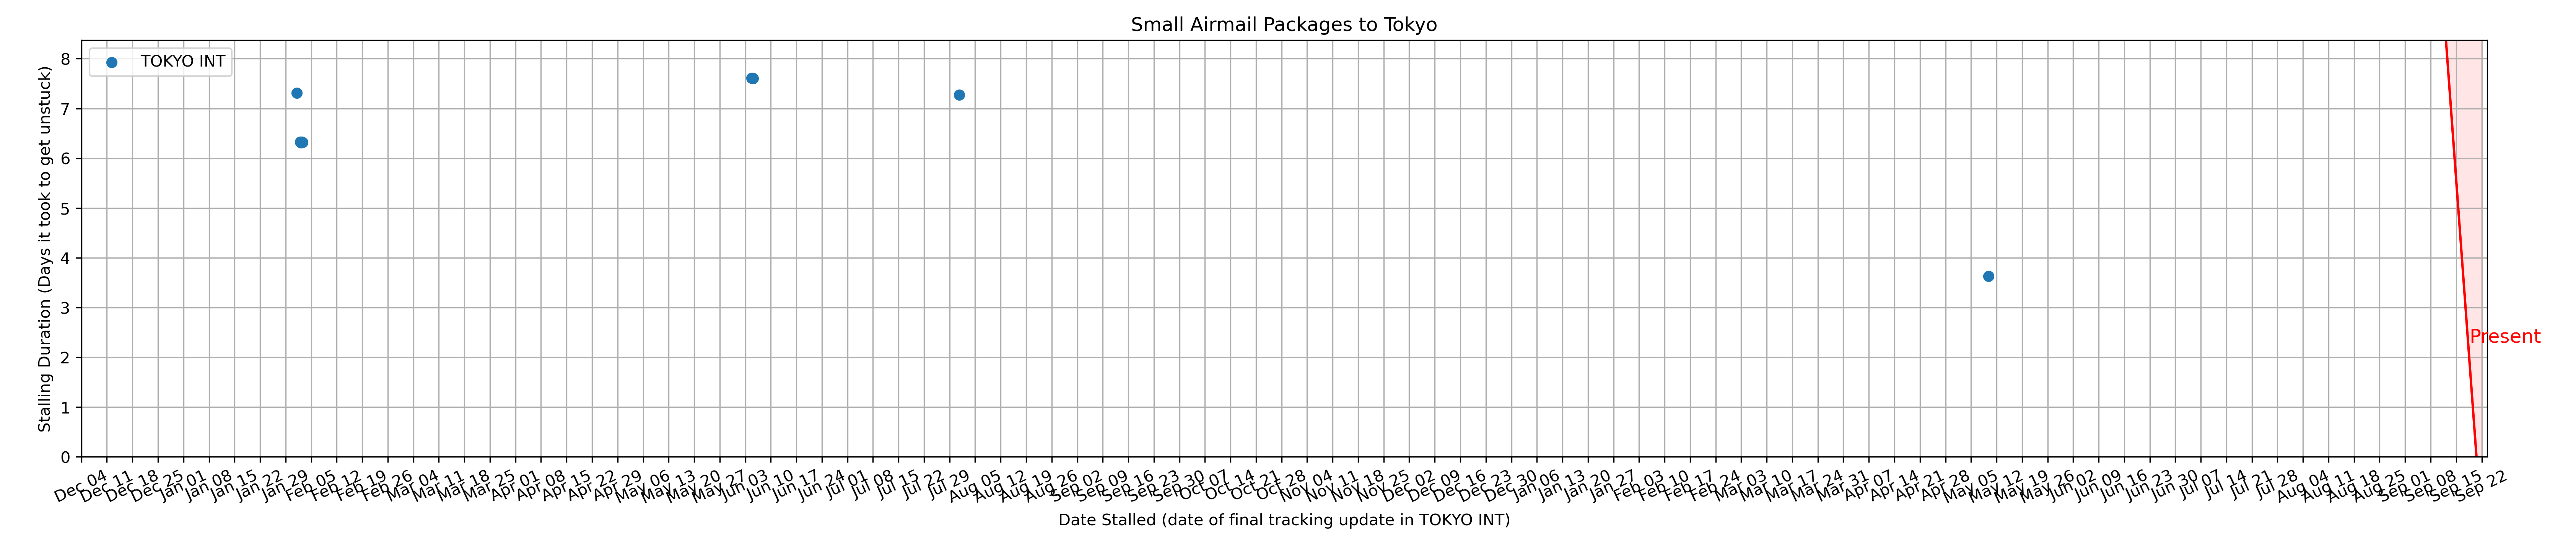 Small Airmail Packages to Tokyo
TOKYO INT
Stalling Duration (Days it took to get unstuck)
8
7
6
5
4
3
2
1
0
Present
Dec 04 Dec 11 Dec 18 Dec 25 Jan 01 Jan 08 Jan 15 Jan 22 Jan 29 Feb 05 Feb 12 Feb 19 Feb 26 Mar 04 Mar 11 Mar 18 Mar 25 Apr 01 Apr 08 Apr 15 Apr 22 Apr 29 May 06 May 13 May 20 May 27 Jun 03 Jun 10 Jun 17 Jun 24 Jul 01 Jul 08 Jul 15 Jul 22 Jul 29 Aug 05 Aug 12 Aug 19 Aug 26 Sep 02 Sep 09 Sep 16 Sep 23 Sep 30 Oct 07 Oct 14 Oct 21 Oct 28 Nov 04 Nov 11 Nov 18 Nov 25 Dec 02 Dec 09 Dec 16 Dec 23 Dec 30 Jan 06 Jan 13 Jan 20 Jan 27 Feb 03 Feb 10 Feb 17 Feb 24 Mar 03 Mar 10 Mar 17 Mar 24 Mar 31 Apr 07 Apr 14 Apr 21 Apr 28 May 05 May 12 May 19 May 26 Jun 02 Jun 09 Jun 16 Jun 23 Jun 30 Jul 07 Jul 14 Jul 21 Jul 28 Aug 04 Aug 11 Aug 18 Aug 25 Sep 01 Sep 08 Sep 15 Sep 22
Date Stalled (date of final tracking update in TOKYO INT)